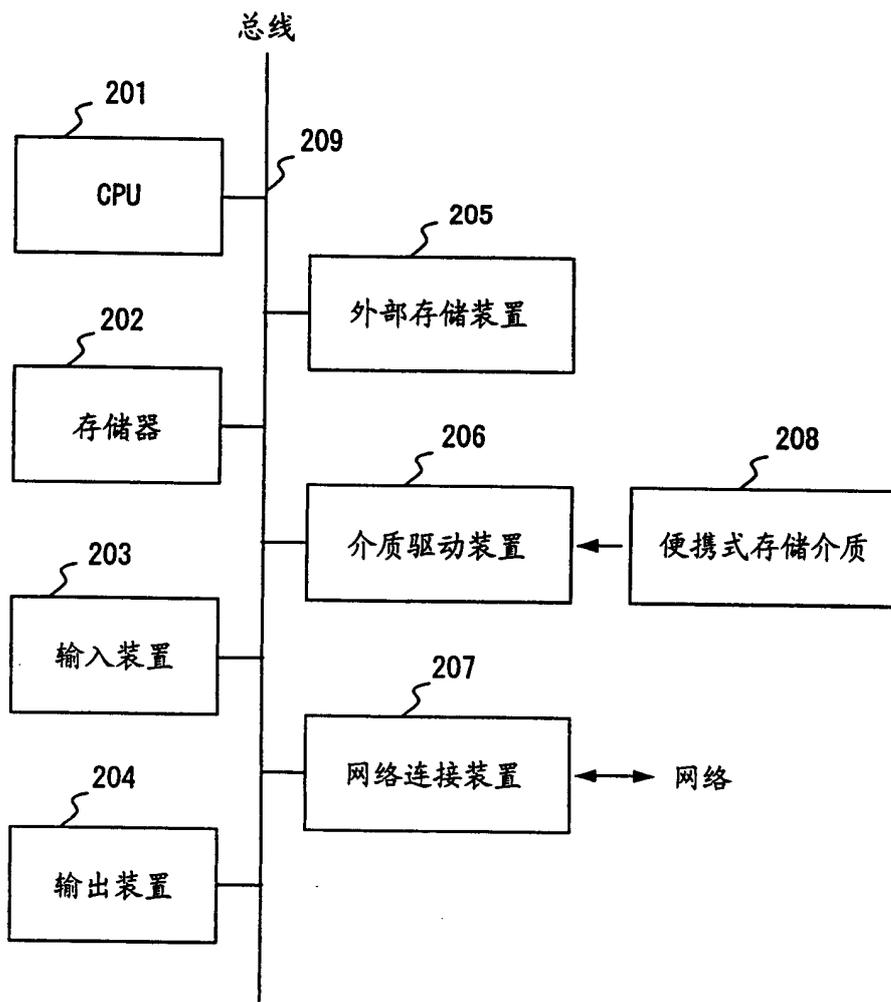 总线
201
CPU
209
205
外部存储装置
202
存储器
206
介质驱动装置
208
便携式存储介质
203
输入装置
207
网络连接装置
网络
204
输出装置